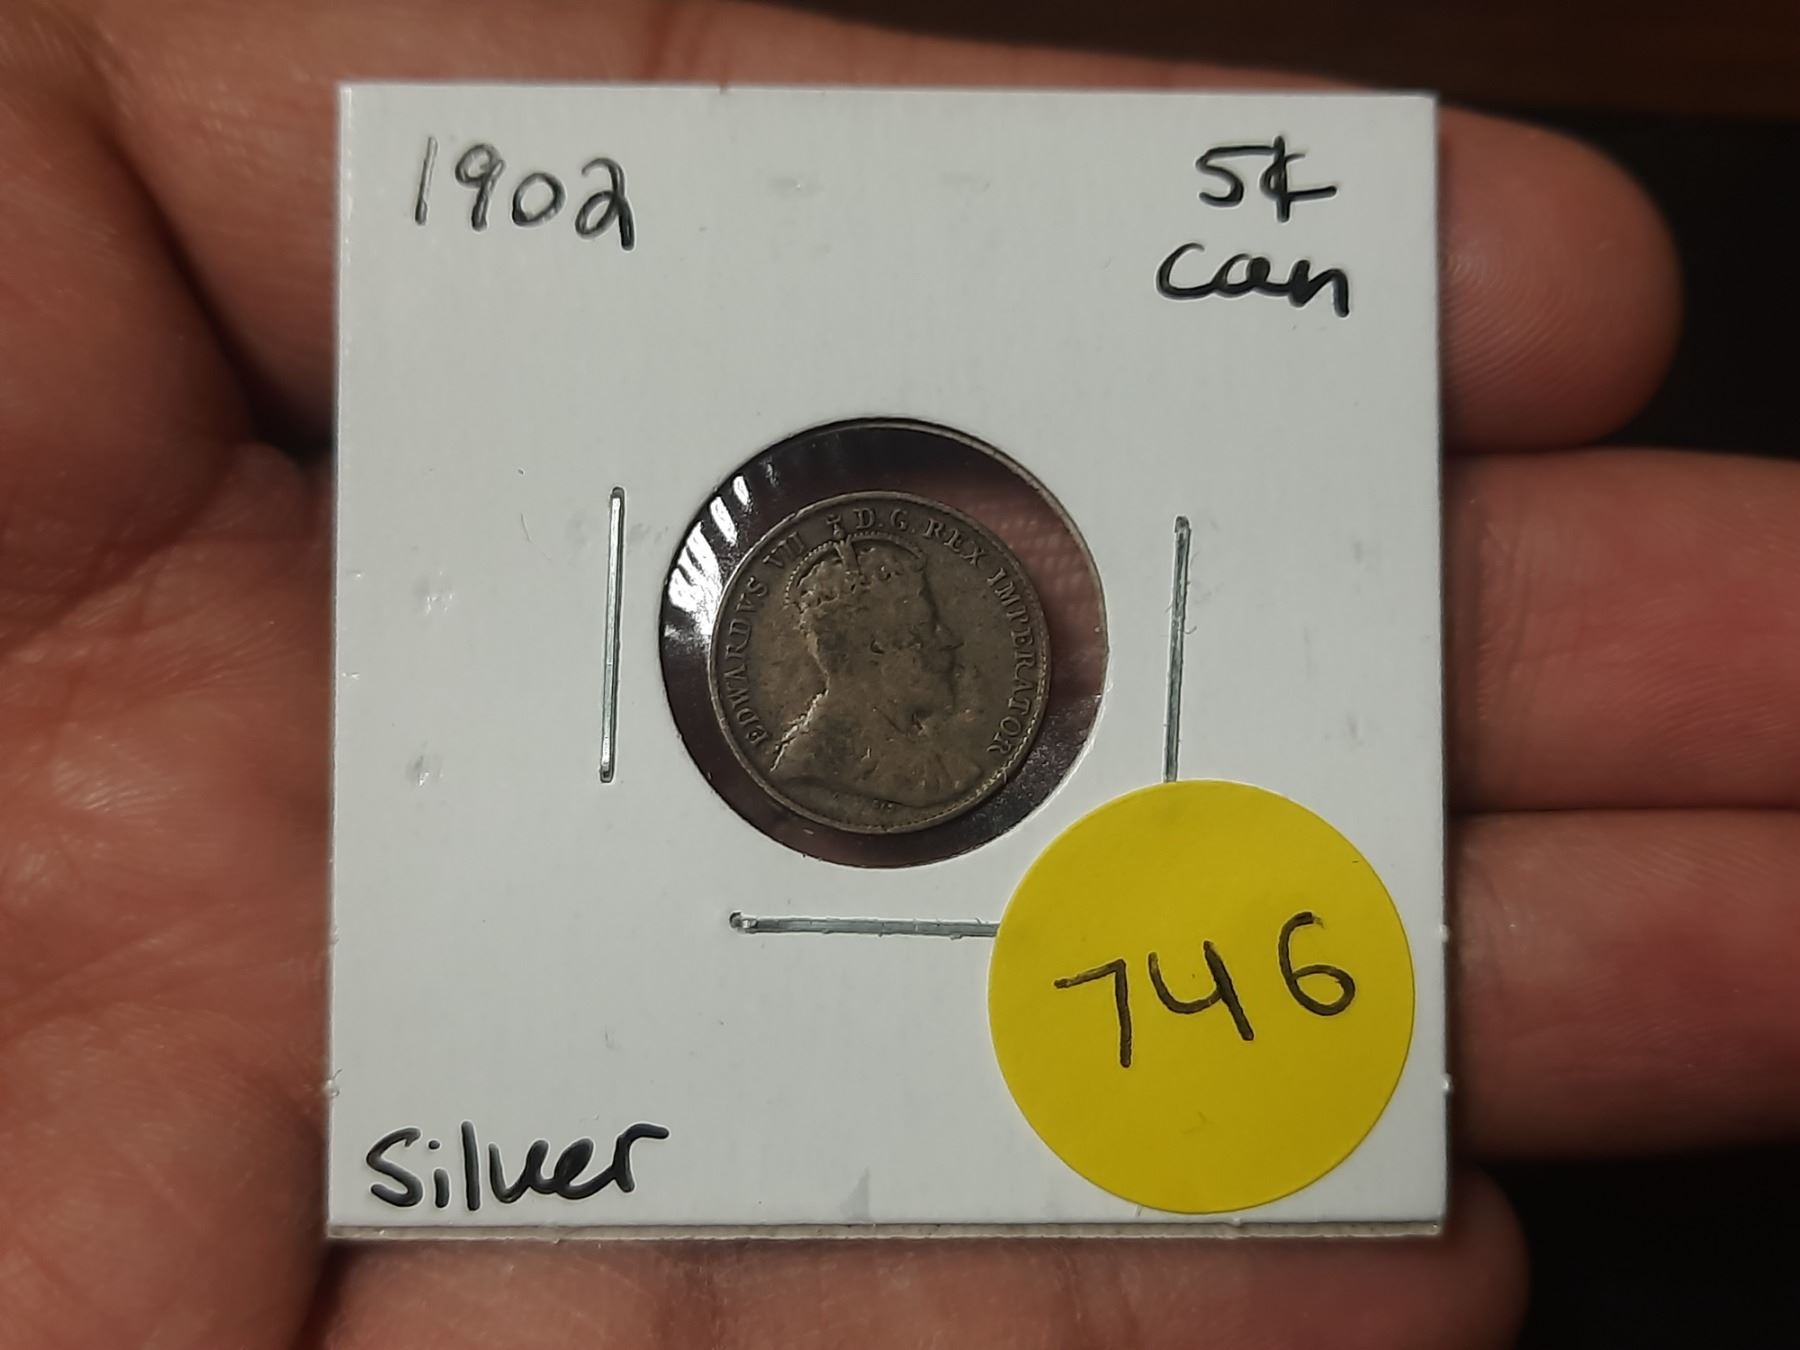 1902
5¢
can
EDWARDVS VII D.G. REX IMPERATOR
746
Silver